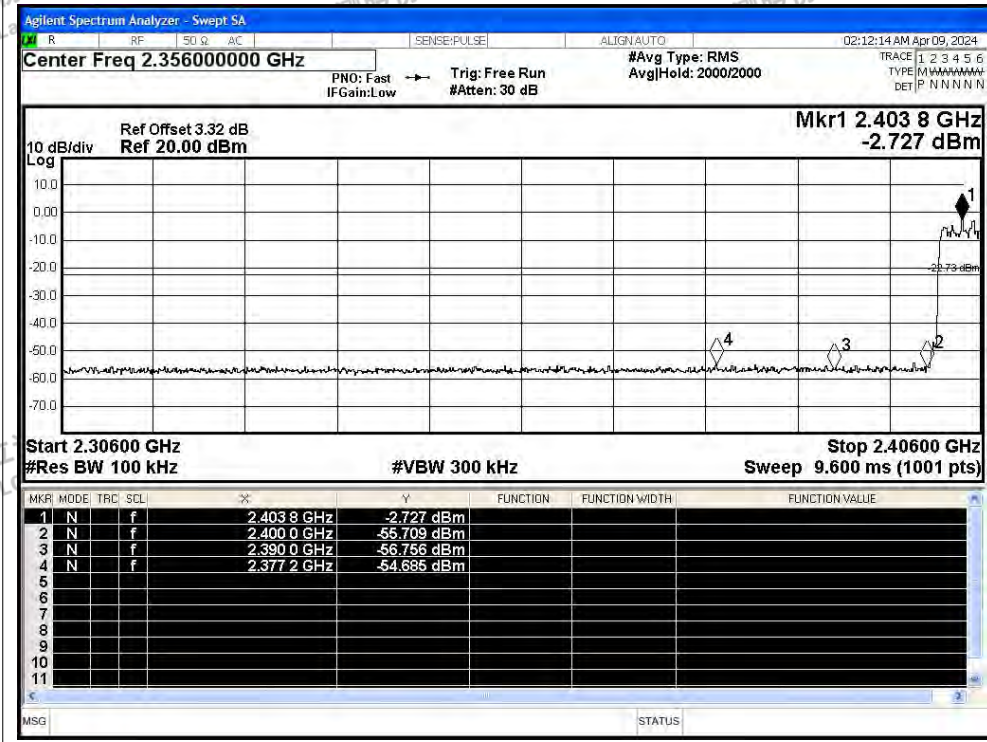 Agilent Spectrum Analyzer - Swept SA
R RF 50 Ω AC SENSE:PULSE ALIGN AUTO 02:12:14 AM Apr 09, 2024
Center Freq 2.356000000 GHz
PNO: Fast
IFGain:Low
Trig: Free Run
#Atten: 30 dB
#Avg Type: RMS
Avg|Hold: 2000/2000
TRACE 1 2 3 4 5 6
TYPE M
DET P N N N N N
Mkr1 2.403 8 GHz
-2.727 dBm
Ref Offset 3.32 dB
10 dB/div Ref 20.00 dBm
Log
10.0
0.00
-10.0
-20.0
-30.0
-40.0
-50.0
-60.0
-70.0
1
-22.73 dBm
4
3
2
Start 2.30600 GHz Stop 2.40600 GHz
#Res BW 100 kHz #VBW 300 kHz Sweep 9.600 ms (1001 pts)
MKR MODE TRC SCL X Y FUNCTION FUNCTION WIDTH FUNCTION VALUE
1 N f 2.403 8 GHz -2.727 dBm
2 N f 2.400 0 GHz -55.709 dBm
3 N f 2.390 0 GHz -56.756 dBm
4 N f 2.377 2 GHz -54.685 dBm
5
6
7
8
9
10
11
MSG STATUS